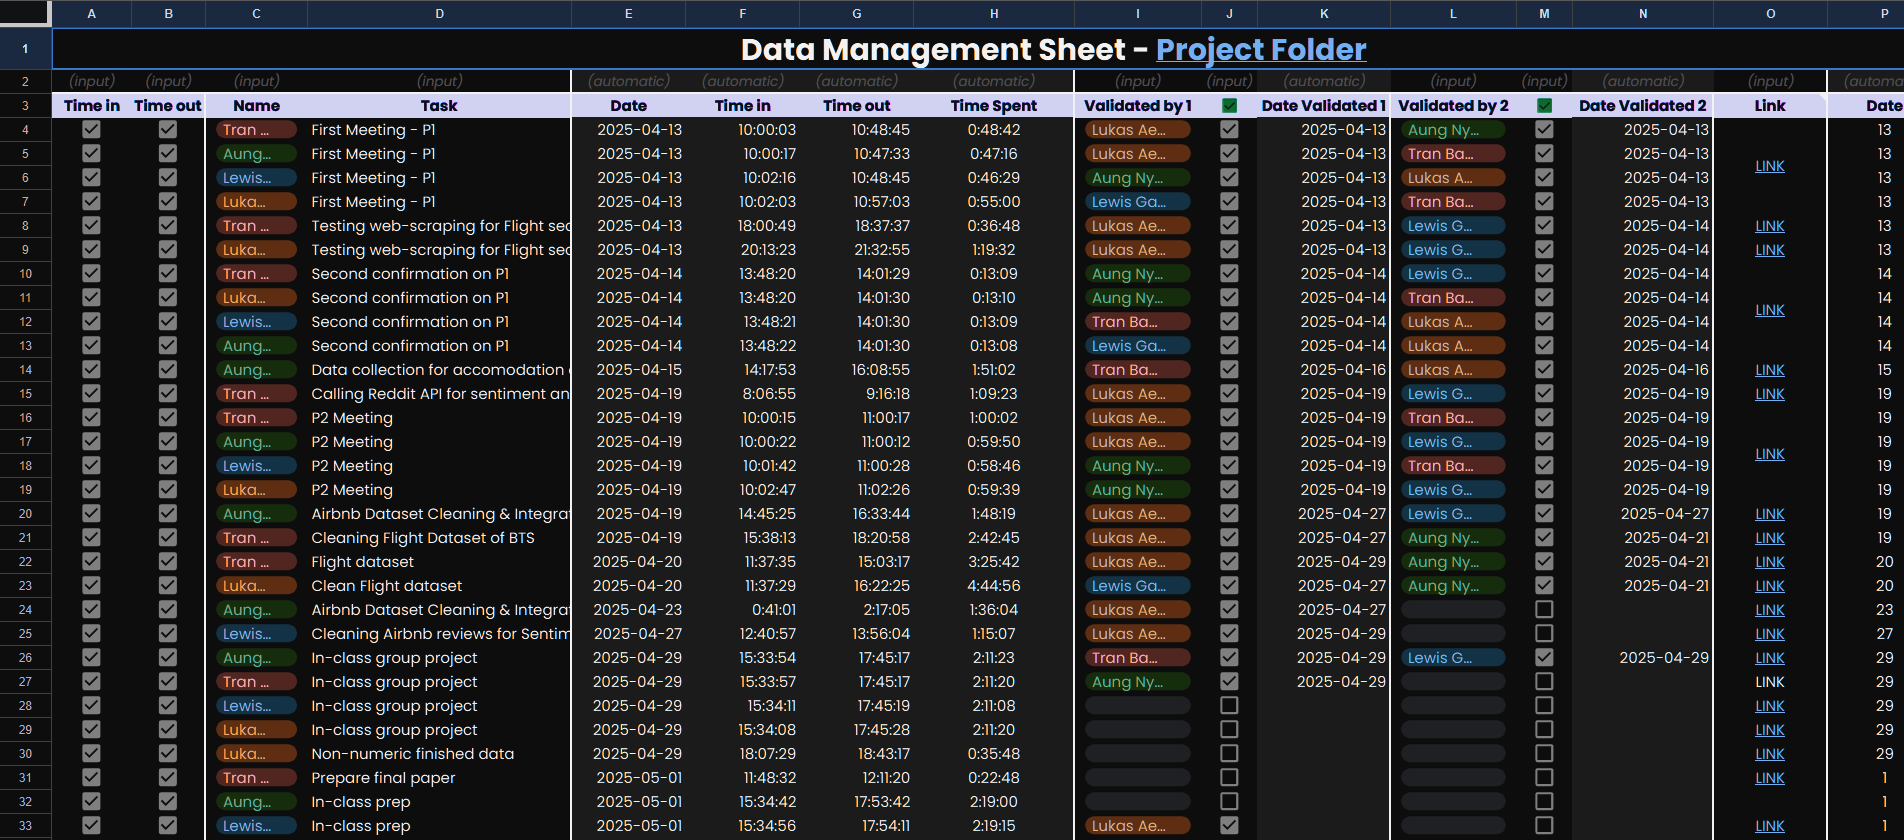 A B C D E F G H I J K L M N O P
1 Data Management Sheet - Project Folder
2 (input) (input) (input) (input) (automatic) (automatic) (automatic) (automatic) (input) (input) (automatic) (input) (input) (automatic) (input) (automa
3 Time in Time out Name Task Date Time in Time out Time Spent Validated by 1 Date Validated 1 Validated by 2 Date Validated 2 Link Date
4 Tran ... First Meeting - P1 2025-04-13 10:00:03 10:48:45 0:48:42 Lukas Ae... 2025-04-13 Aung Ny... 2025-04-13 13
5 Aung... First Meeting - P1 2025-04-13 10:00:17 10:47:33 0:47:16 Lukas Ae... 2025-04-13 Tran Ba... 2025-04-13 LINK 13
6 Lewis... First Meeting - P1 2025-04-13 10:02:16 10:48:45 0:46:29 Aung Ny... 2025-04-13 Lukas A... 2025-04-13 13
7 Luka... First Meeting - P1 2025-04-13 10:02:03 10:57:03 0:55:00 Lewis Ga... 2025-04-13 Tran Ba... 2025-04-13 13
8 Tran ... Testing web-scraping for Flight sec 2025-04-13 18:00:49 18:37:37 0:36:48 Lukas Ae... 2025-04-13 Lewis G... 2025-04-14 LINK 13
9 Luka... Testing web-scraping for Flight sec 2025-04-13 20:13:23 21:32:55 1:19:32 Lukas Ae... 2025-04-13 Lewis G... 2025-04-14 LINK 13
10 Tran ... Second confirmation on P1 2025-04-14 13:48:20 14:01:29 0:13:09 Aung Ny... 2025-04-14 Lewis G... 2025-04-14 14
11 Luka... Second confirmation on P1 2025-04-14 13:48:20 14:01:30 0:13:10 Aung Ny... 2025-04-14 Tran Ba... 2025-04-14 LINK 14
12 Lewis... Second confirmation on P1 2025-04-14 13:48:21 14:01:30 0:13:09 Tran Ba... 2025-04-14 Lukas A... 2025-04-14 14
13 Aung... Second confirmation on P1 2025-04-14 13:48:22 14:01:30 0:13:08 Lewis Ga... 2025-04-14 Lukas A... 2025-04-14 14
14 Aung... Data collection for accomodation 2025-04-15 14:17:53 16:08:55 1:51:02 Tran Ba... 2025-04-16 Lukas A... 2025-04-16 LINK 15
15 Tran ... Calling Reddit API for sentiment an 2025-04-19 8:06:55 9:16:18 1:09:23 Lukas Ae... 2025-04-19 Lewis G... 2025-04-19 LINK 19
16 Tran ... P2 Meeting 2025-04-19 10:00:15 11:00:17 1:00:02 Lukas Ae... 2025-04-19 Tran Ba... 2025-04-19 19
17 Aung... P2 Meeting 2025-04-19 10:00:22 11:00:12 0:59:50 Lukas Ae... 2025-04-19 Lewis G... 2025-04-19 LINK 19
18 Lewis... P2 Meeting 2025-04-19 10:01:42 11:00:28 0:58:46 Aung Ny... 2025-04-19 Tran Ba... 2025-04-19 19
19 Luka... P2 Meeting 2025-04-19 10:02:47 11:02:26 0:59:39 Aung Ny... 2025-04-19 Lewis G... 2025-04-19 19
20 Aung... Airbnb Dataset Cleaning & Integrat 2025-04-19 14:45:25 16:33:44 1:48:19 Lukas Ae... 2025-04-27 Lewis G... 2025-04-27 LINK 19
21 Tran ... Cleaning Flight Dataset of BTS 2025-04-19 15:38:13 18:20:58 2:42:45 Lukas Ae... 2025-04-27 Aung Ny... 2025-04-21 LINK 19
22 Tran ... Flight dataset 2025-04-20 11:37:35 15:03:17 3:25:42 Lukas Ae... 2025-04-29 Aung Ny... 2025-04-21 LINK 20
23 Luka... Clean Flight dataset 2025-04-20 11:37:29 16:22:25 4:44:56 Lewis Ga... 2025-04-27 Aung Ny... 2025-04-21 LINK 20
24 Aung... Airbnb Dataset Cleaning & Integrat 2025-04-23 0:41:01 2:17:05 1:36:04 Lukas Ae... 2025-04-27 LINK 23
25 Lewis... Cleaning Airbnb reviews for Sentim 2025-04-27 12:40:57 13:56:04 1:15:07 Lukas Ae... 2025-04-29 LINK 27
26 Aung... In-class group project 2025-04-29 15:33:54 17:45:17 2:11:23 Tran Ba... 2025-04-29 Lewis G... 2025-04-29 LINK 29
27 Tran ... In-class group project 2025-04-29 15:33:57 17:45:17 2:11:20 Aung Ny... 2025-04-29 LINK 29
28 Lewis... In-class group project 2025-04-29 15:34:11 17:45:19 2:11:08 LINK 29
29 Luka... In-class group project 2025-04-29 15:34:08 17:45:28 2:11:20 LINK 29
30 Luka... Non-numeric finished data 2025-04-29 18:07:29 18:43:17 0:35:48 LINK 29
31 Tran ... Prepare final paper 2025-05-01 11:48:32 12:11:20 0:22:48 LINK 1
32 Aung... In-class prep 2025-05-01 15:34:42 17:53:42 2:19:00 1
33 Lewis... In-class prep 2025-05-01 15:34:56 17:54:11 2:19:15 Lukas Ae... LINK 1